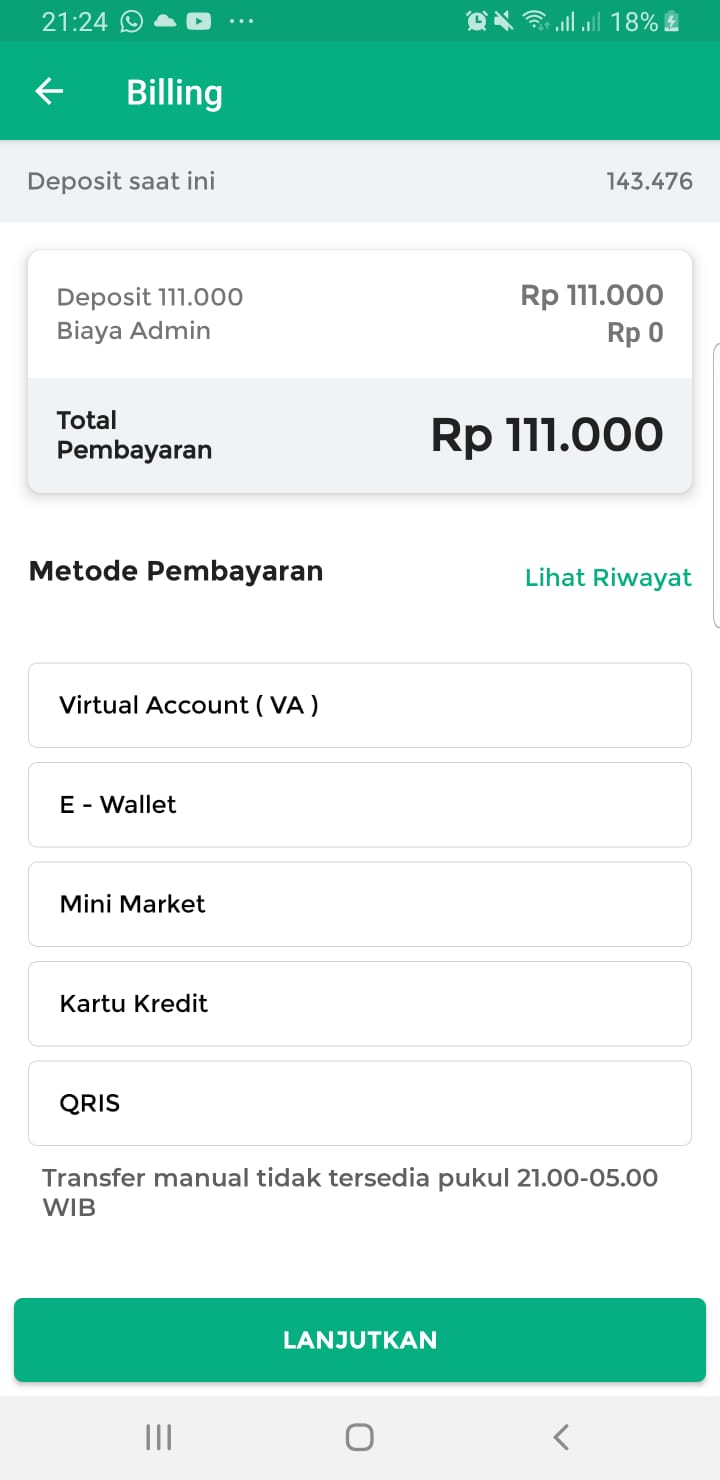 21:24 ... 18%
Billing
Deposit saat ini 143.476
Deposit 111.000 Rp 111.000
Biaya Admin Rp 0
Total
Pembayaran Rp 111.000
Metode Pembayaran Lihat Riwayat
Virtual Account ( VA )
E - Wallet
Mini Market
Kartu Kredit
QRIS
Transfer manual tidak tersedia pukul 21.00-05.00
WIB
LANJUTKAN